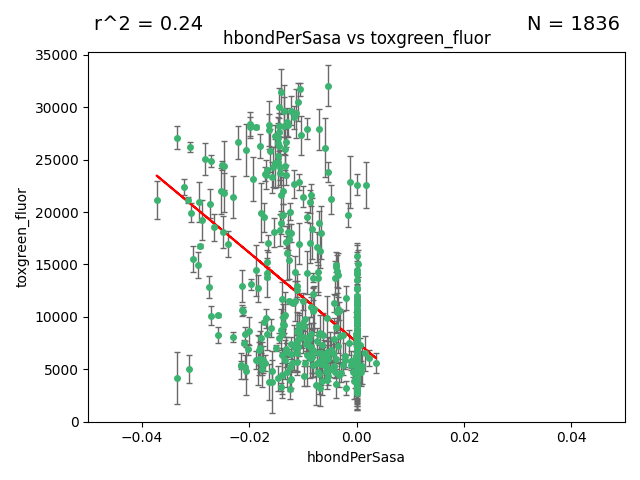 r^2 = 0.24
N = 1836
hbondPerSasa vs toxgreen_fluor
35000
30000
25000
20000
15000
10000
5000
0
toxgreen_fluor
−0.04
−0.02
0.00
0.02
0.04
hbondPerSasa